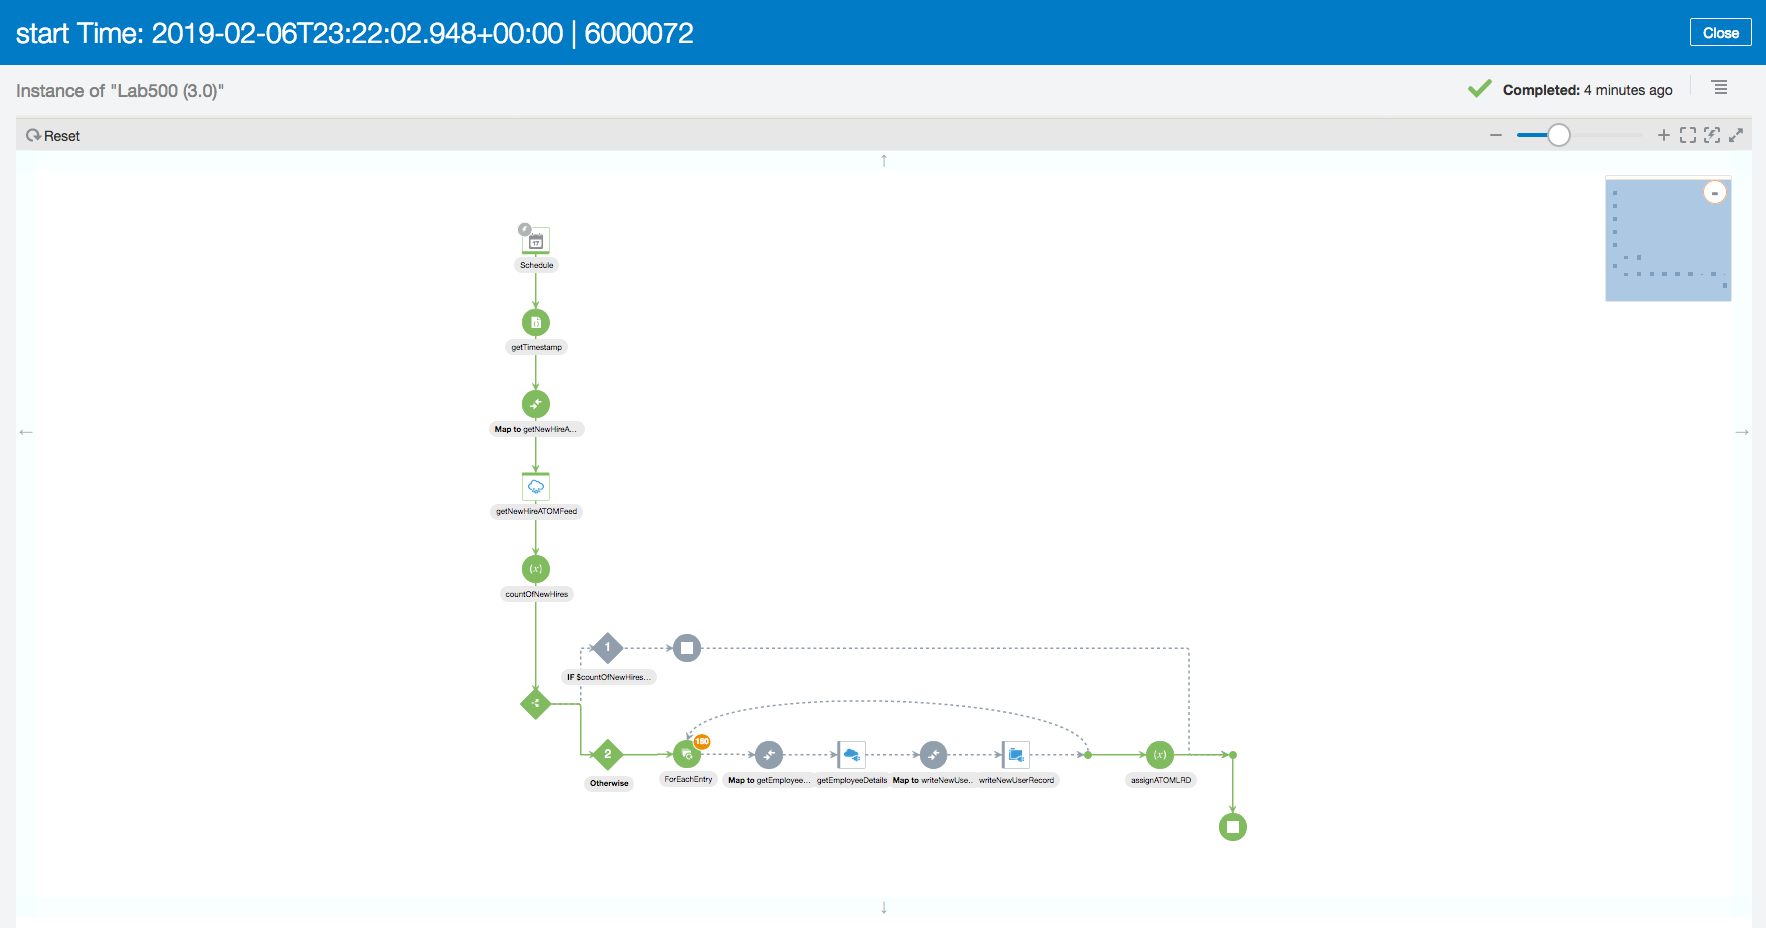 start Time: 2019-02-06T23:22:02.948+00:00 | 6000072
Close
Instance of "Lab500 (3.0)"
Completed: 4 minutes ago
Reset
17
Schedule
getTimestamp
Map to getNewHireA...
getNewHireATOMFeed
(x)
countOfNewHires
1
IF $countOfNewHires...
2
Otherwise
150
ForEachEntry
Map to getEmployee...
getEmployeeDetails
Map to writeNewUse..
writeNewUserRecord
(x)
assignATOMLRD